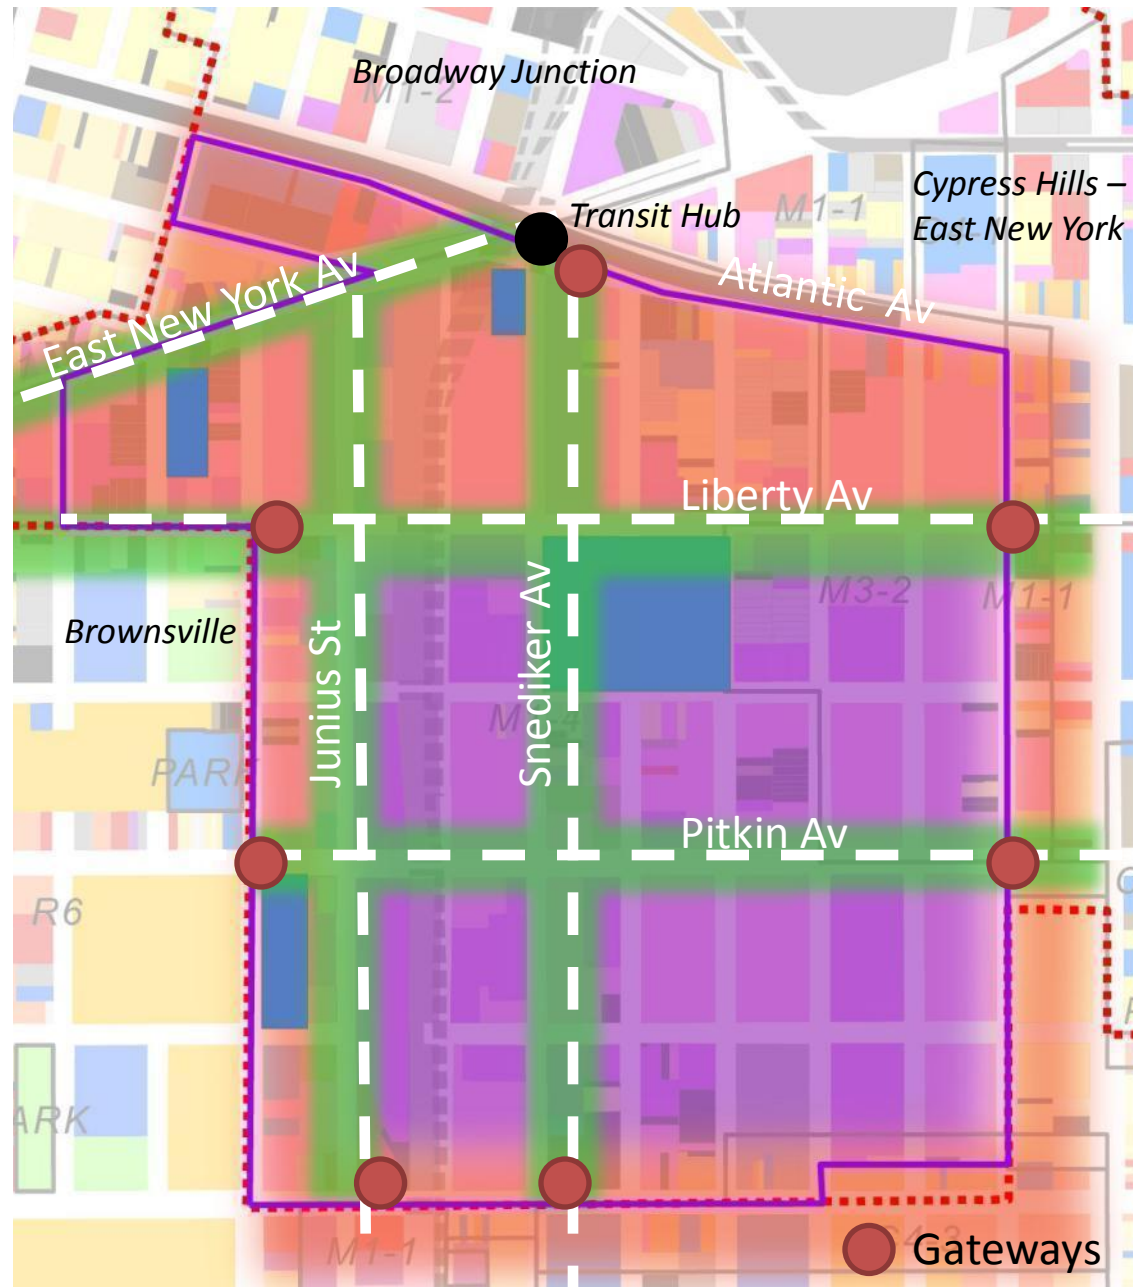 Broadway Junction
M1-2
Cypress Hills –
East New York
Transit Hub
M1-1
Atlantic Av
East New York Av
Liberty Av
M3-2
M1-1
Brownsville
Junius St
Snediker Av
PARK
Pitkin Av
R6
ARK
M1-1
C4-3
Gateways